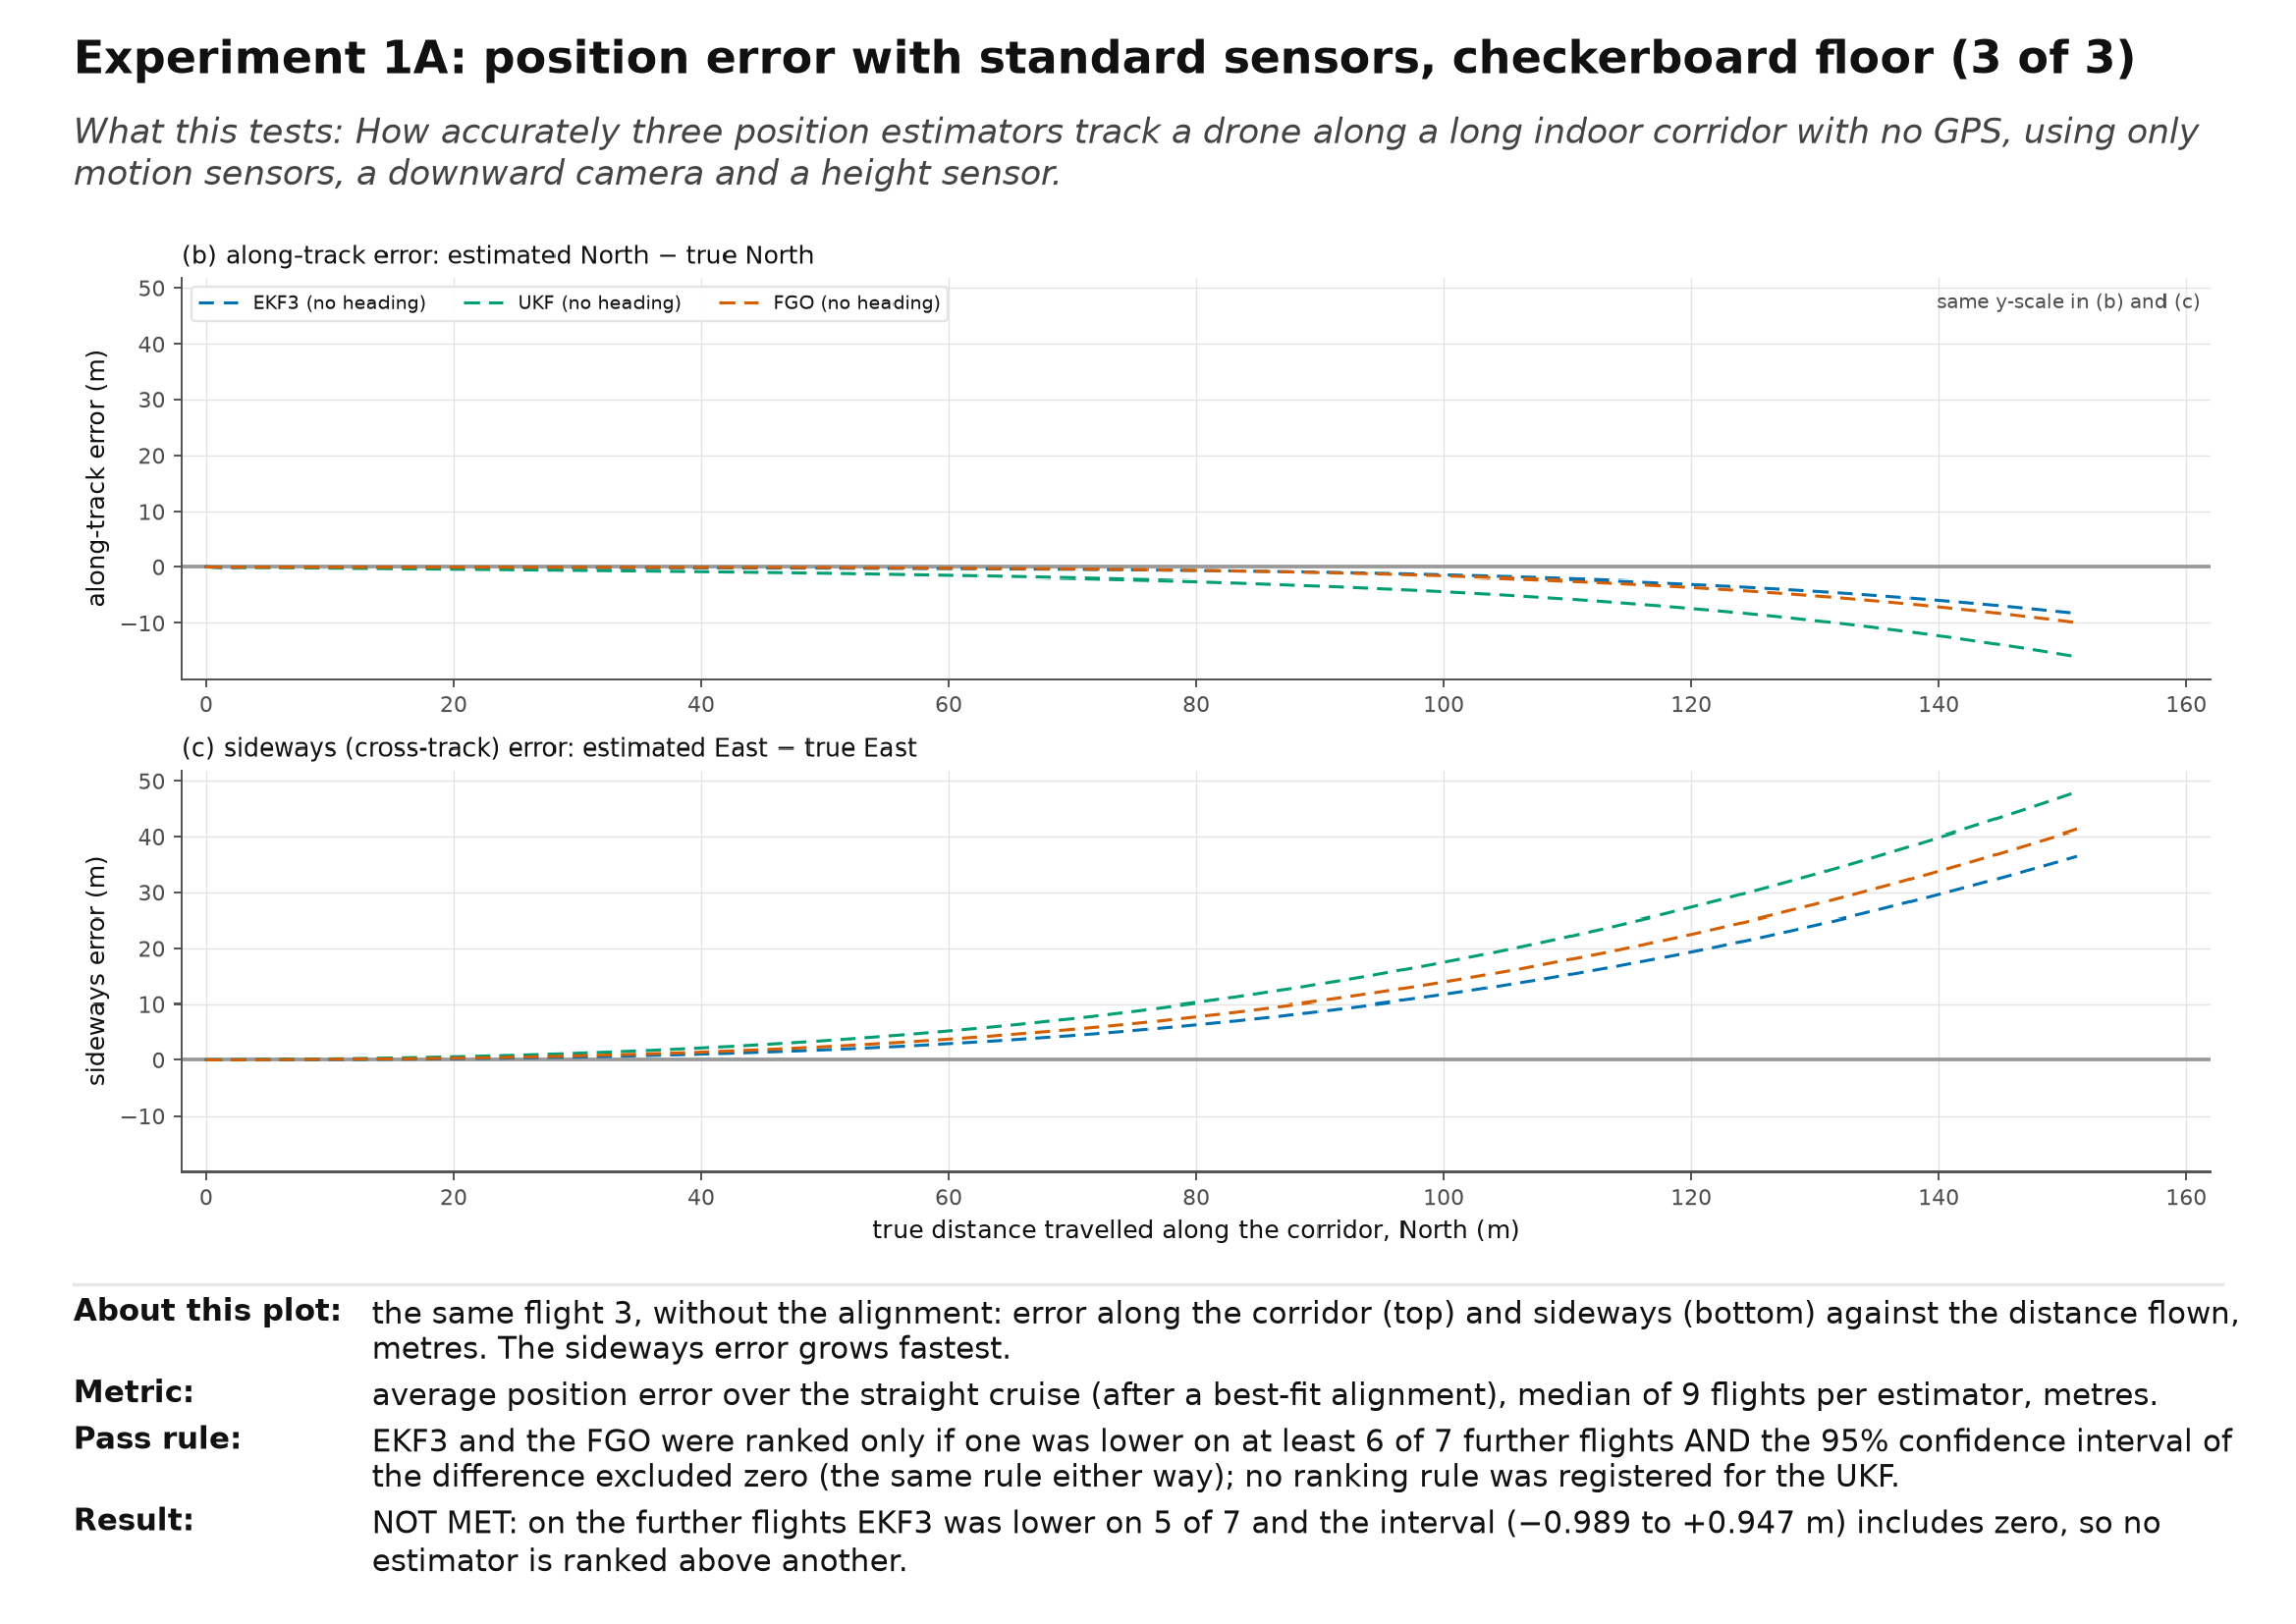 Experiment 1A: position error with standard sensors, checkerboard floor (3 of 3)
What this tests: How accurately three position estimators track a drone along a long indoor corridor with no GPS, using only
motion sensors, a downward camera and a height sensor.
(b) along-track error: estimated North − true North
EKF3 (no heading) UKF (no heading) FGO (no heading)
same y-scale in (b) and (c)
along-track error (m)
50
40
30
20
10
0
−10
0 20 40 60 80 100 120 140 160
(c) sideways (cross-track) error: estimated East − true East
sideways error (m)
50
40
30
20
10
0
−10
0 20 40 60 80 100 120 140 160
true distance travelled along the corridor, North (m)
About this plot: the same flight 3, without the alignment: error along the corridor (top) and sideways (bottom) against the distance flown,
metres. The sideways error grows fastest.
Metric: average position error over the straight cruise (after a best-fit alignment), median of 9 flights per estimator, metres.
Pass rule: EKF3 and the FGO were ranked only if one was lower on at least 6 of 7 further flights AND the 95% confidence interval of
the difference excluded zero (the same rule either way); no ranking rule was registered for the UKF.
Result: NOT MET: on the further flights EKF3 was lower on 5 of 7 and the interval (−0.989 to +0.947 m) includes zero, so no
estimator is ranked above another.